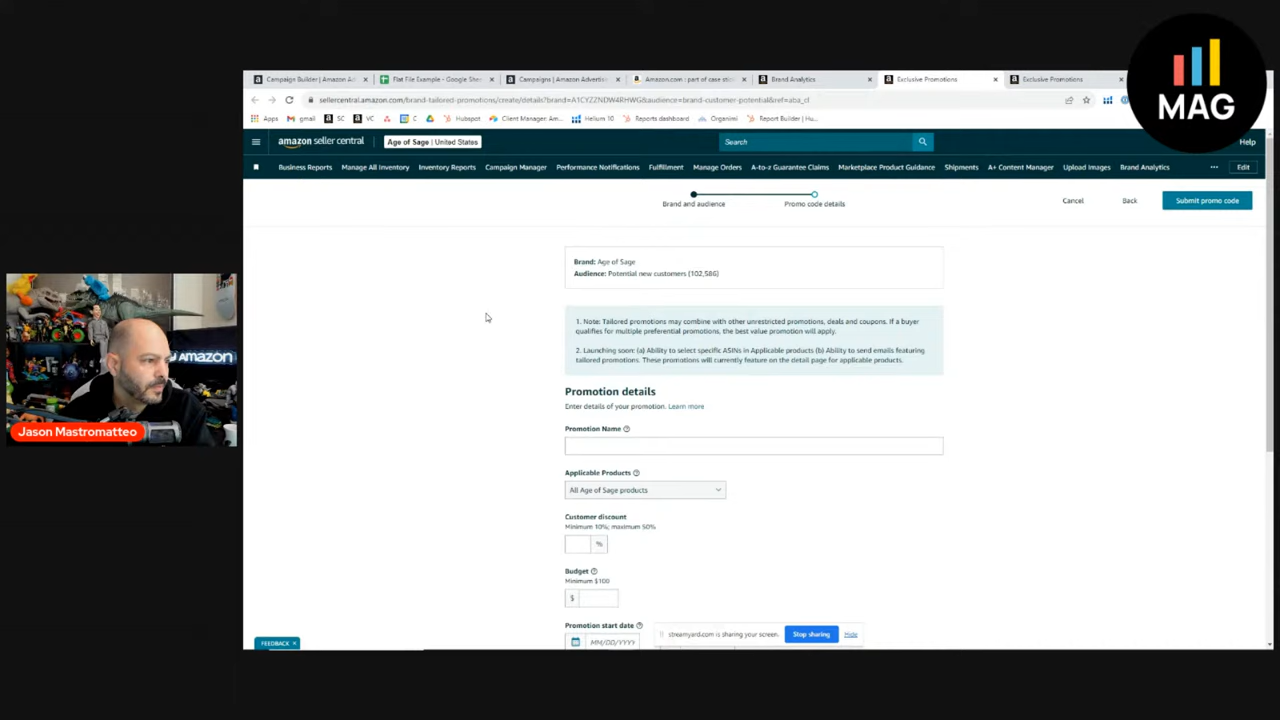 MAG
Campaign Builder | Amazon Ad
Flat File Example - Google She
Campaigns | Amazon Adverti
Amazon.com : part of case
Brand Analytics
Exclusive Promotions
Exclusive Promotions
sellercentral.amazon.com/brand-tailored-promotions/create/details?brand=A1CYZZNDW4RHWG&audience=brand-customer-potential&ref=aba_cl
Apps
gmail
SC
VC
C
Hubspot
Client Manager: Am...
Helium 10
Reports dashboard
Organimi
Report Builder | Hu...
amazon seller central
Age of Sage | United States
Search
Help
Business Reports
Manage All Inventory
Inventory Reports
Campaign Manager
Performance Notifications
Fulfillment
Manage Orders
A-to-z Guarantee Claims
Marketplace Product Guidance
Shipments
A+ Content Manager
Upload Images
Brand Analytics
...
Edit
Brand and audience
Promo code details
Cancel
Back
Submit promo code
Brand: Age of Sage
Audience: Potential new customers (102,586)
1. Note: Tailored promotions may combine with other unrestricted promotions, deals and coupons. If a buyer
qualifies for multiple preferential promotions, the best value promotion will apply.
2. Launching soon: (a) Ability to select specific ASINs in Applicable products (b) Ability to send emails featuring
tailored promotions. These promotions will currently feature on the detail page for applicable products.
Promotion details
Enter details of your promotion. Learn more
Promotion Name
Applicable Products
All Age of Sage products
Customer discount
Minimum 10%; maximum 50%
%
Budget
Minimum $100
$
Promotion start date
MM/DD/YYYY
streamyard.com is sharing your screen.
Stop sharing
Hide
FEEDBACK
AMAZON
Jason Mastromatteo